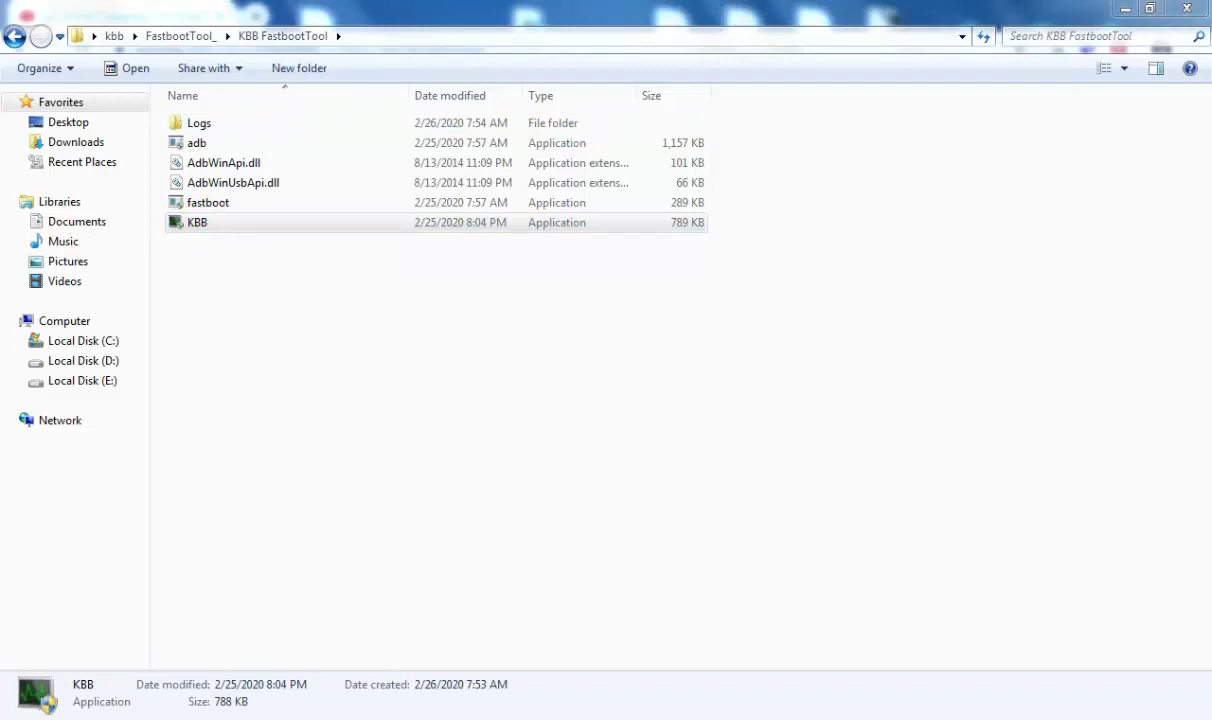 kbb FastbootTool_ KBB FastbootTool Search KBB FastbootTool
Organize Open Share with New folder
Name Date modified Type Size
Logs 2/26/2020 7:54 AM File folder
adb 2/25/2020 7:57 AM Application 1,157 KB
AdbWinApi.dll 8/13/2014 11:09 PM Application extens... 101 KB
AdbWinUsbApi.dll 8/13/2014 11:09 PM Application extens... 66 KB
fastboot 2/25/2020 7:57 AM Application 289 KB
KBB 2/25/2020 8:04 PM Application 789 KB
Favorites
Desktop
Downloads
Recent Places
Libraries
Documents
Music
Pictures
Videos
Computer
Local Disk (C:)
Local Disk (D:)
Local Disk (E:)
Network
KBB Date modified: 2/25/2020 8:04 PM Date created: 2/26/2020 7:53 AM
Application Size: 788 KB